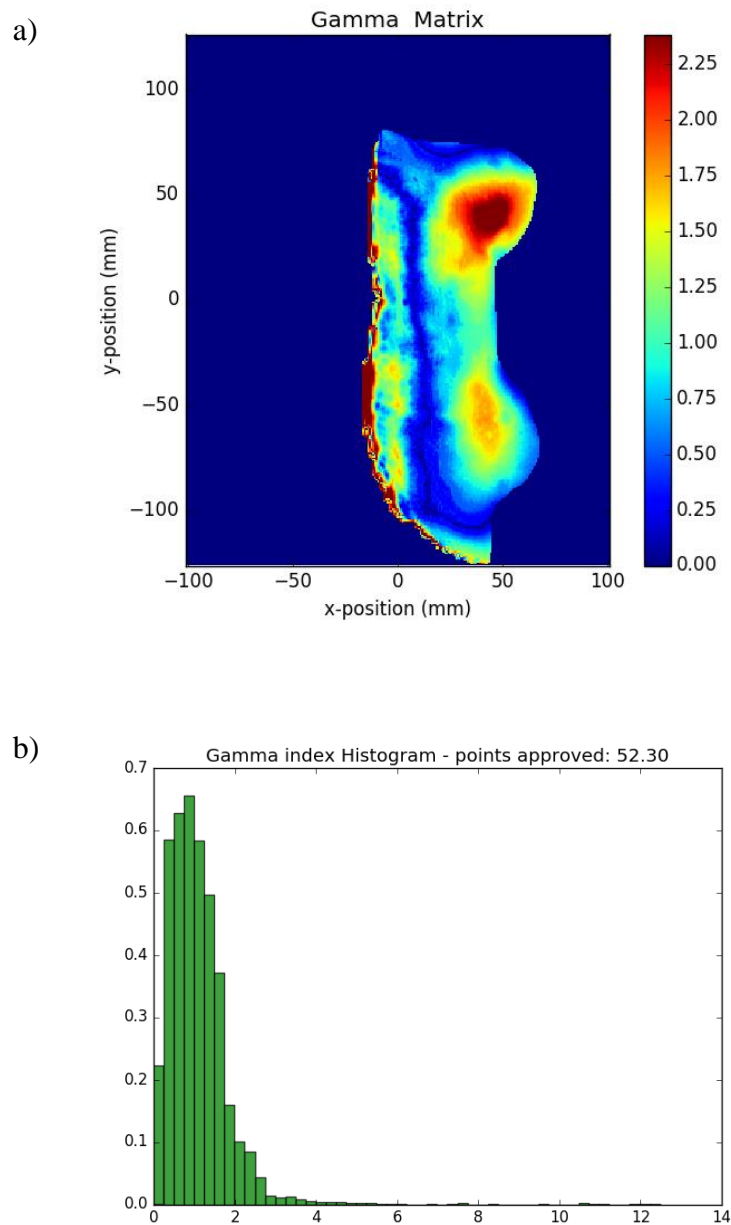 a)
Gamma Matrix
100
50
0
−50
−100
y-position (mm)
−100 −50 0 50 100
x-position (mm)
2.25
2.00
1.75
1.50
1.25
1.00
0.75
0.50
0.25
0.00
b)
Gamma index Histogram - points approved: 52.30
0.7
0.6
0.5
0.4
0.3
0.2
0.1
0.0
0 2 4 6 8 10 12 14